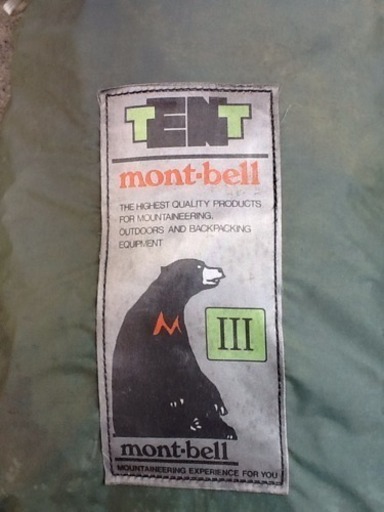 TENT
mont-bell
THE HIGHEST QUALITY PRODUCTS
FOR MOUNTAINEERING,
OUTDOORS AND BACKPACKING
EQUIPMENT
M
III
mont-bell
MOUNTAINEERING EXPERIENCE FOR YOU